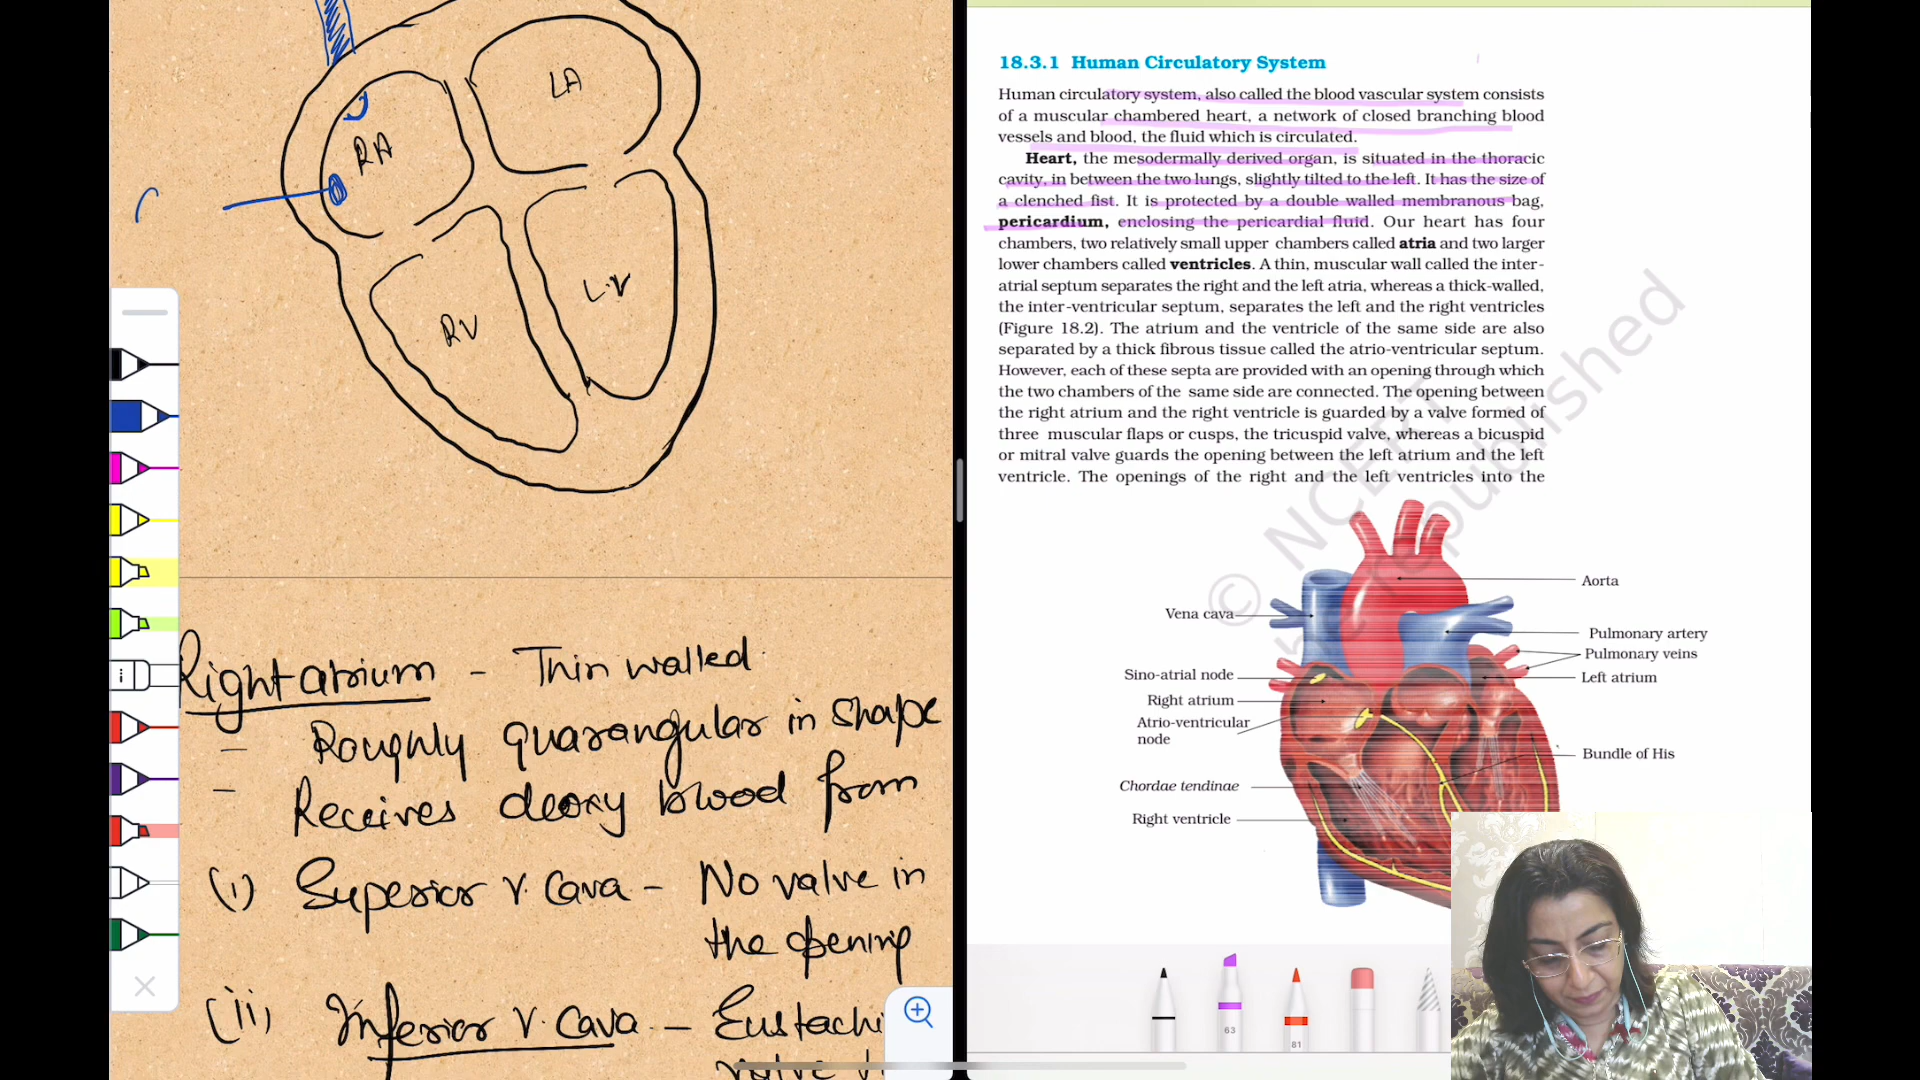 LA
RA
L.V
RV
Right atrium - Thin walled
- Roughly quarangular in shape
- Receives deoxy blood from
(i) Superior V. Cava - No valve in
the opening
(ii) Inferior V. Cava - Eustachi
valve
18.3.1 Human Circulatory System
Human circulatory system, also called the blood vascular system consists
of a muscular chambered heart, a network of closed branching blood
vessels and blood, the fluid which is circulated.
Heart, the mesodermally derived organ, is situated in the thoracic
cavity, in between the two lungs, slightly tilted to the left. It has the size of
a clenched fist. It is protected by a double walled membranous bag,
pericardium, enclosing the pericardial fluid. Our heart has four
chambers, two relatively small upper chambers called atria and two larger
lower chambers called ventricles. A thin, muscular wall called the inter-
atrial septum separates the right and the left atria, whereas a thick-walled,
the inter-ventricular septum, separates the left and the right ventricles
(Figure 18.2). The atrium and the ventricle of the same side are also
separated by a thick fibrous tissue called the atrio-ventricular septum.
However, each of these septa are provided with an opening through which
the two chambers of the same side are connected. The opening between
the right atrium and the right ventricle is guarded by a valve formed of
three muscular flaps or cusps, the tricuspid valve, whereas a bicuspid
or mitral valve guards the opening between the left atrium and the left
ventricle. The openings of the right and the left ventricles into the
© NCERT
published
Aorta
Vena cava
Pulmonary artery
Pulmonary veins
Sino-atrial node
Left atrium
Right atrium
Atrio-ventricular
node
Bundle of His
Chordae tendinae
Right ventricle
63
81